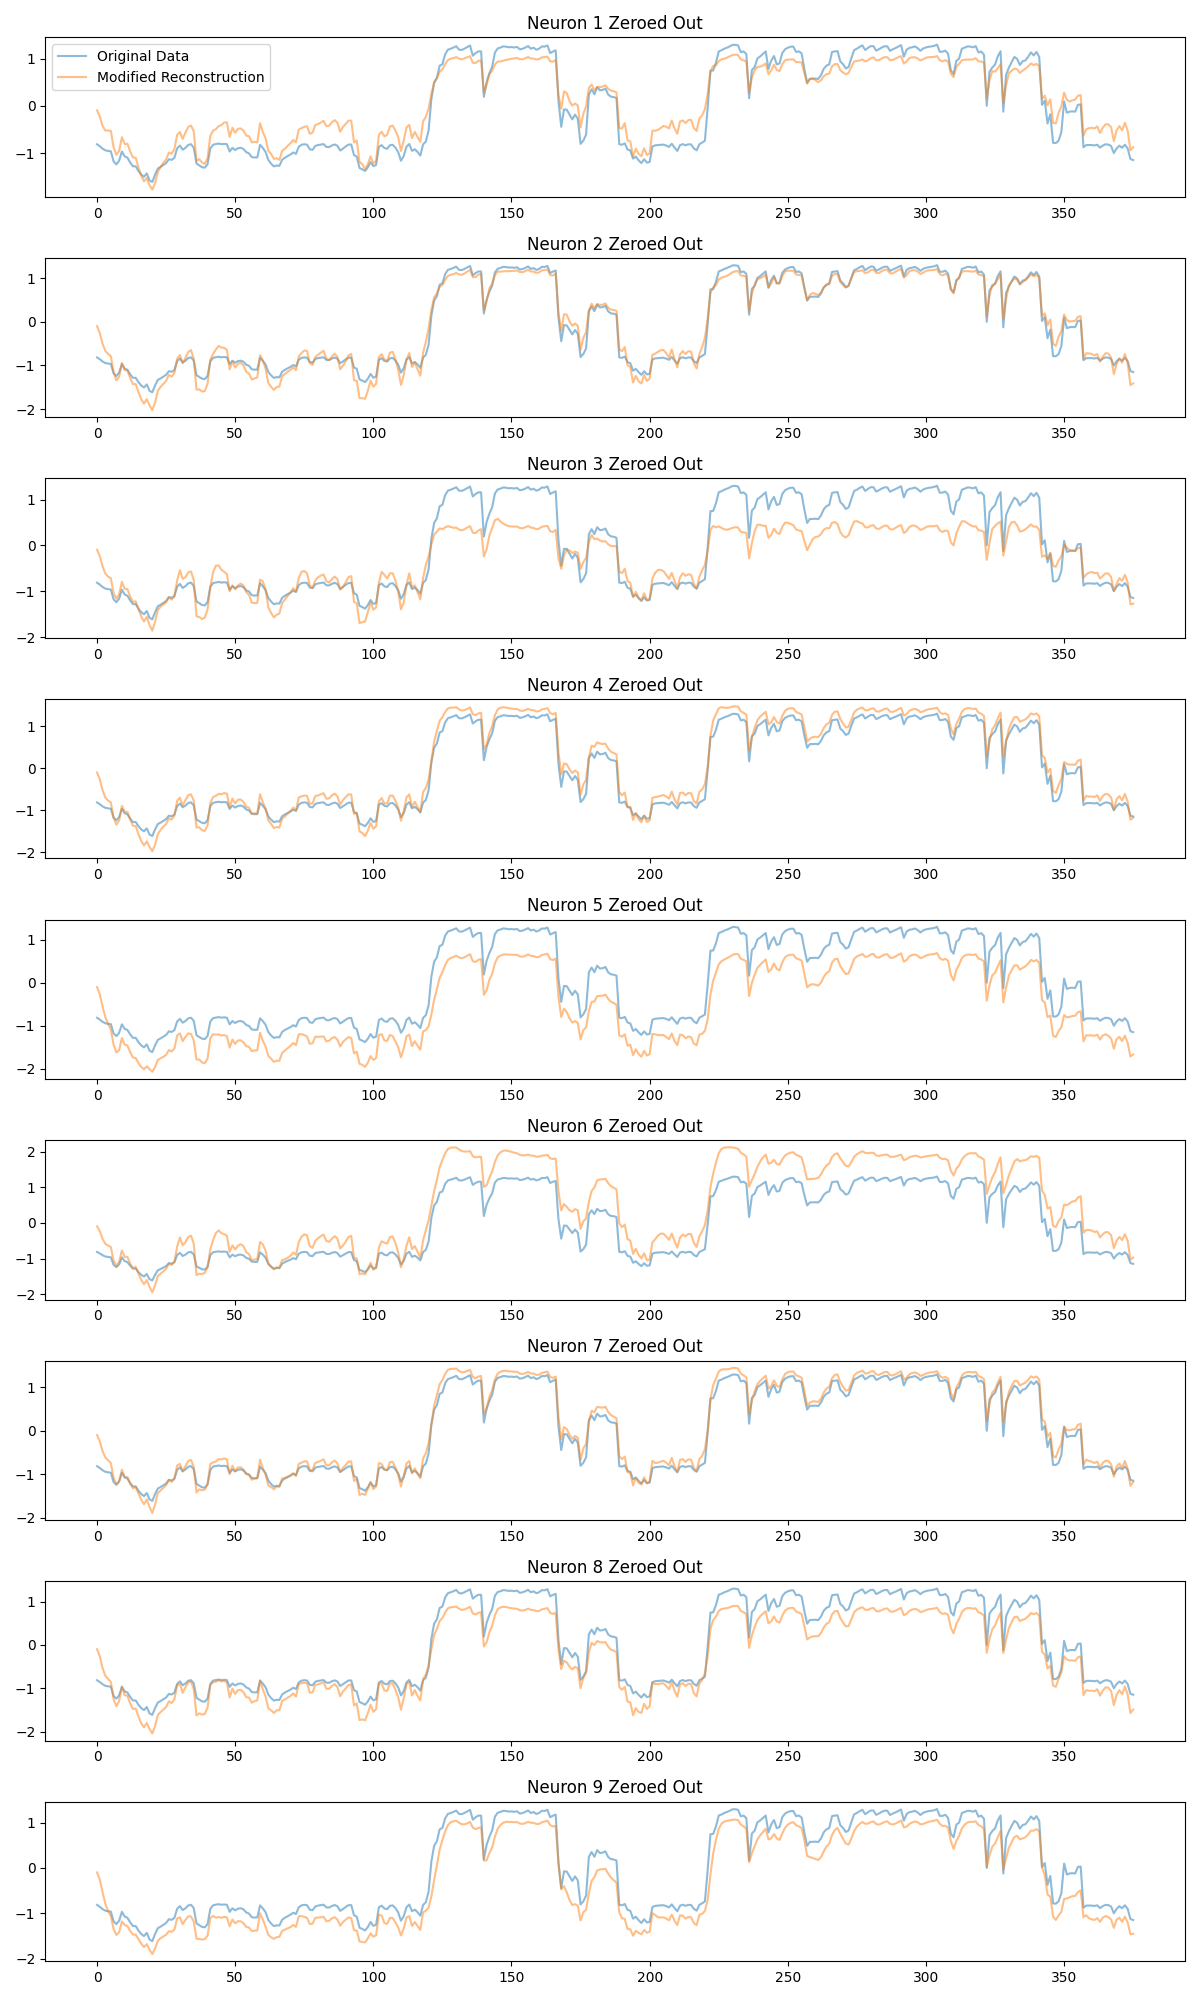 Neuron 1 Zeroed Out
Original Data
Modified Reconstruction
1
0
−1
0 50 100 150 200 250 300 350
Neuron 2 Zeroed Out
1
0
−1
−2
0 50 100 150 200 250 300 350
Neuron 3 Zeroed Out
1
0
−1
−2
0 50 100 150 200 250 300 350
Neuron 4 Zeroed Out
1
0
−1
−2
0 50 100 150 200 250 300 350
Neuron 5 Zeroed Out
1
0
−1
−2
0 50 100 150 200 250 300 350
Neuron 6 Zeroed Out
2
1
0
−1
−2
0 50 100 150 200 250 300 350
Neuron 7 Zeroed Out
1
0
−1
−2
0 50 100 150 200 250 300 350
Neuron 8 Zeroed Out
1
0
−1
−2
0 50 100 150 200 250 300 350
Neuron 9 Zeroed Out
1
0
−1
−2
0 50 100 150 200 250 300 350